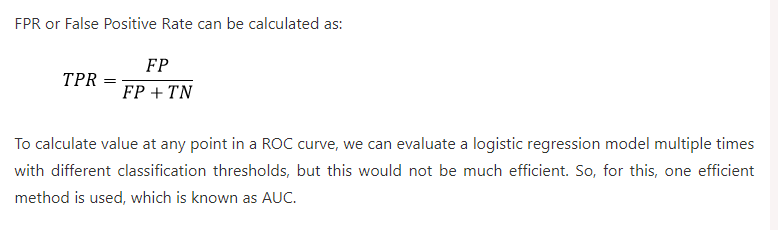 FPR or False Positive Rate can be calculated as:
TPR = FP / FP + TN
To calculate value at any point in a ROC curve, we can evaluate a logistic regression model multiple times
with different classification thresholds, but this would not be much efficient. So, for this, one efficient
method is used, which is known as AUC.